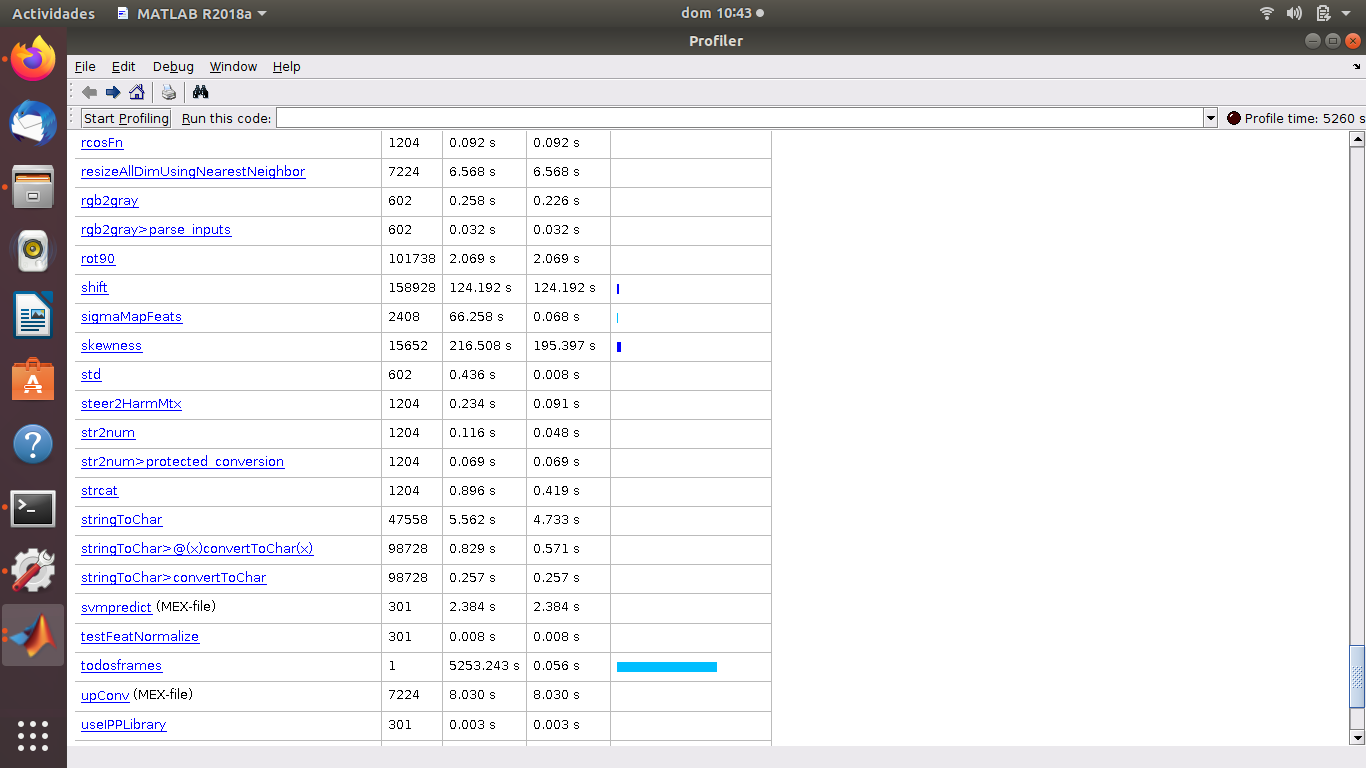 Actividades MATLAB R2018a dom 10:43
Profiler
File Edit Debug Window Help
Start Profiling Run this code: Profile time: 5260 s
rcosFn 1204 0.092 s 0.092 s
resizeAllDimUsingNearestNeighbor 7224 6.568 s 6.568 s
rgb2gray 602 0.258 s 0.226 s
rgb2gray>parse_inputs 602 0.032 s 0.032 s
rot90 101738 2.069 s 2.069 s
shift 158928 124.192 s 124.192 s
sigmaMapFeats 2408 66.258 s 0.068 s
skewness 15652 216.508 s 195.397 s
std 602 0.436 s 0.008 s
steer2HarmMtx 1204 0.234 s 0.091 s
str2num 1204 0.116 s 0.048 s
str2num>protected_conversion 1204 0.069 s 0.069 s
strcat 1204 0.896 s 0.419 s
stringToChar 47558 5.562 s 4.733 s
stringToChar>@(x)convertToChar(x) 98728 0.829 s 0.571 s
stringToChar>convertToChar 98728 0.257 s 0.257 s
svmpredict (MEX-file) 301 2.384 s 2.384 s
testFeatNormalize 301 0.008 s 0.008 s
todosframes 1 5253.243 s 0.056 s
upConv (MEX-file) 7224 8.030 s 8.030 s
useIPPLibrary 301 0.003 s 0.003 s